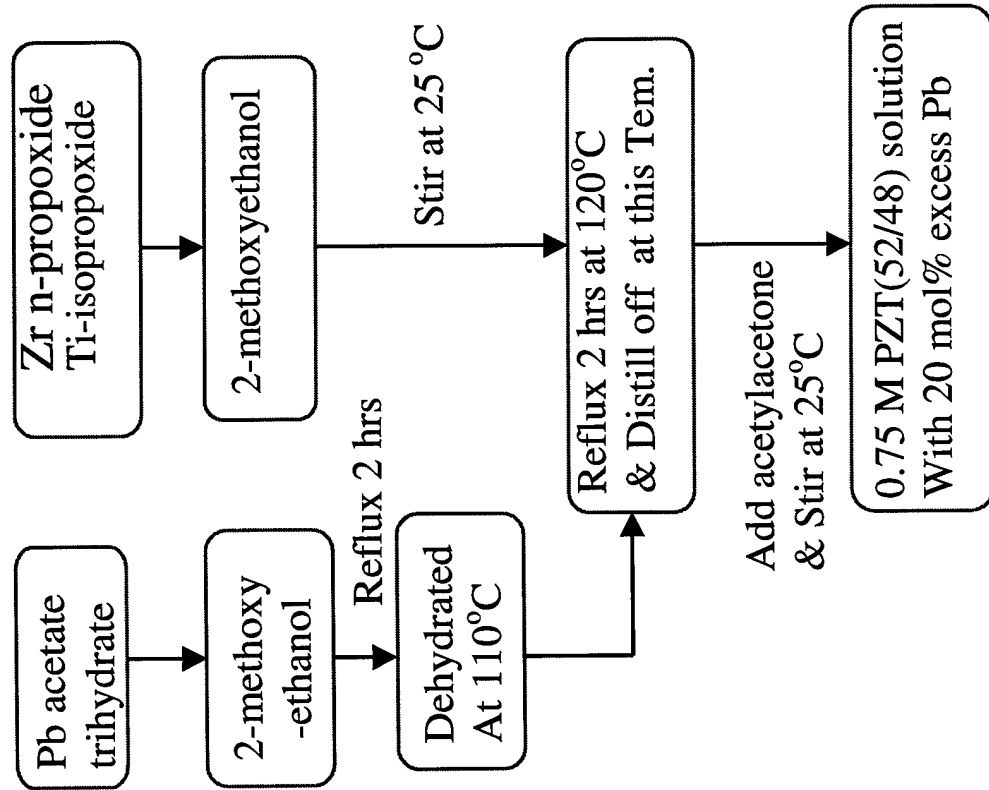 Pb acetate
trihydrate
2-methoxy
-ethanol
Reflux 2 hrs
Dehydrated
At 110°C
Zr n-propoxide
Ti-isopropoxide
2-methoxyethanol
Stir at 25 °C
Reflux 2 hrs at 120°C
& Distill off at this Tem.
Add acetylacetone
& Stir at 25°C
0.75 M PZT(52/48) solution
With 20 mol% excess Pb